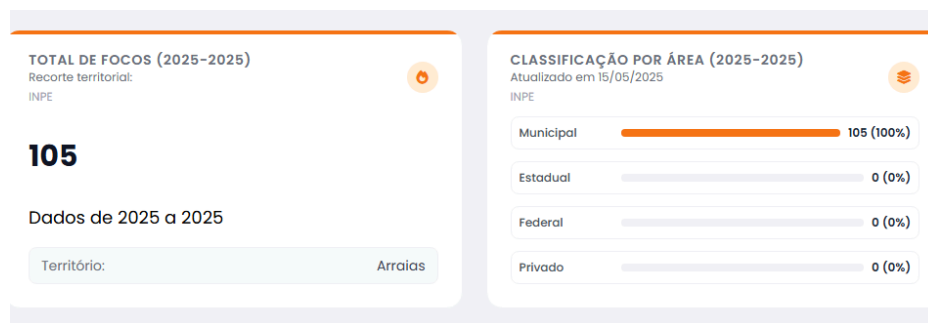 TOTAL DE FOCOS (2025-2025)
Recorte territorial:
INPE
105
Dados de 2025 a 2025
Território: Arraias
CLASSIFICAÇÃO POR ÁREA (2025-2025)
Atualizado em 15/05/2025
INPE
Municipal 105 (100%)
Estadual 0 (0%)
Federal 0 (0%)
Privado 0 (0%)